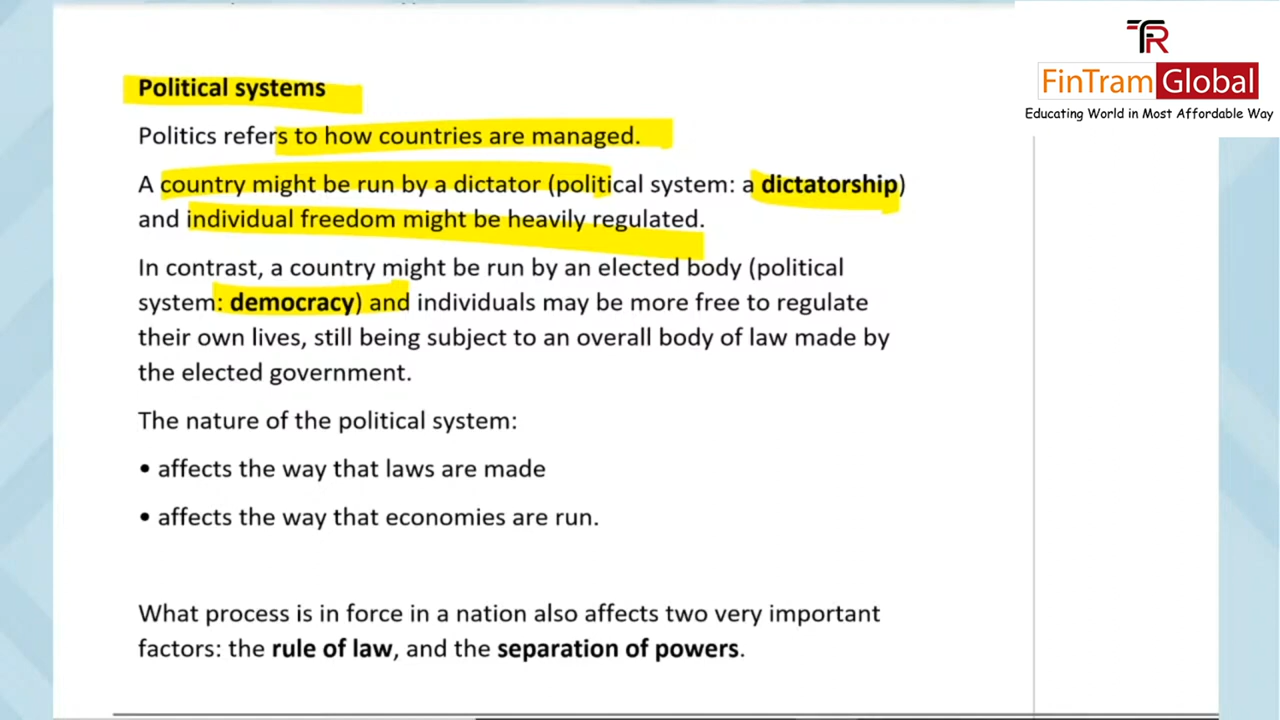 TR
FinTram Global
Educating World in Most Affordable Way
Political systems
Politics refers to how countries are managed.
A country might be run by a dictator (political system: a dictatorship)
and individual freedom might be heavily regulated.
In contrast, a country might be run by an elected body (political
system: democracy) and individuals may be more free to regulate
their own lives, still being subject to an overall body of law made by
the elected government.
The nature of the political system:
• affects the way that laws are made
• affects the way that economies are run.
What process is in force in a nation also affects two very important
factors: the rule of law, and the separation of powers.